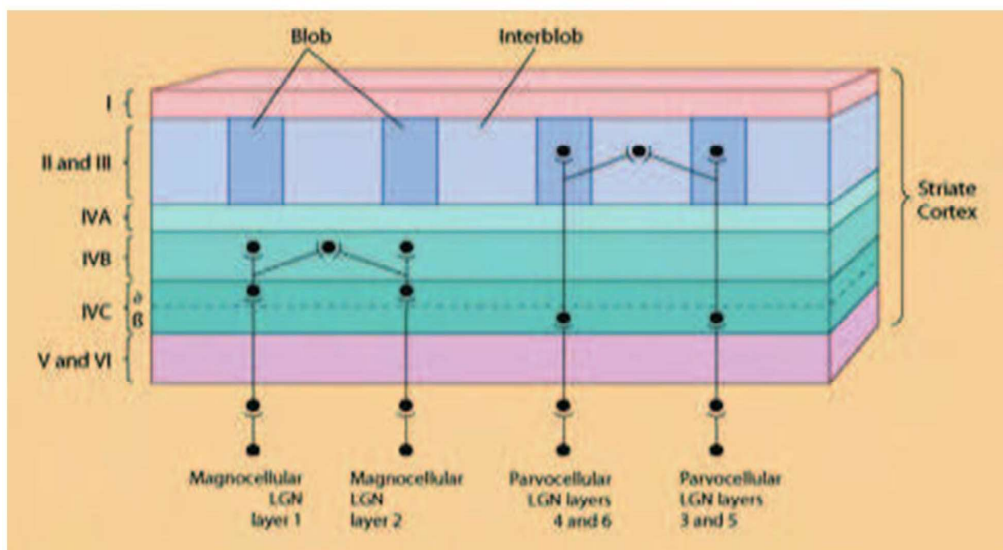 Blob
Interblob
I
II and III
IVA
IVB
IVC
ß
V and VI
Striate
Cortex
Magnocellular
LGN
layer 1
Magnocellular
LGN
layer 2
Parvocellular
LGN layers
4 and 6
Parvocellular
LGN layers
3 and 5